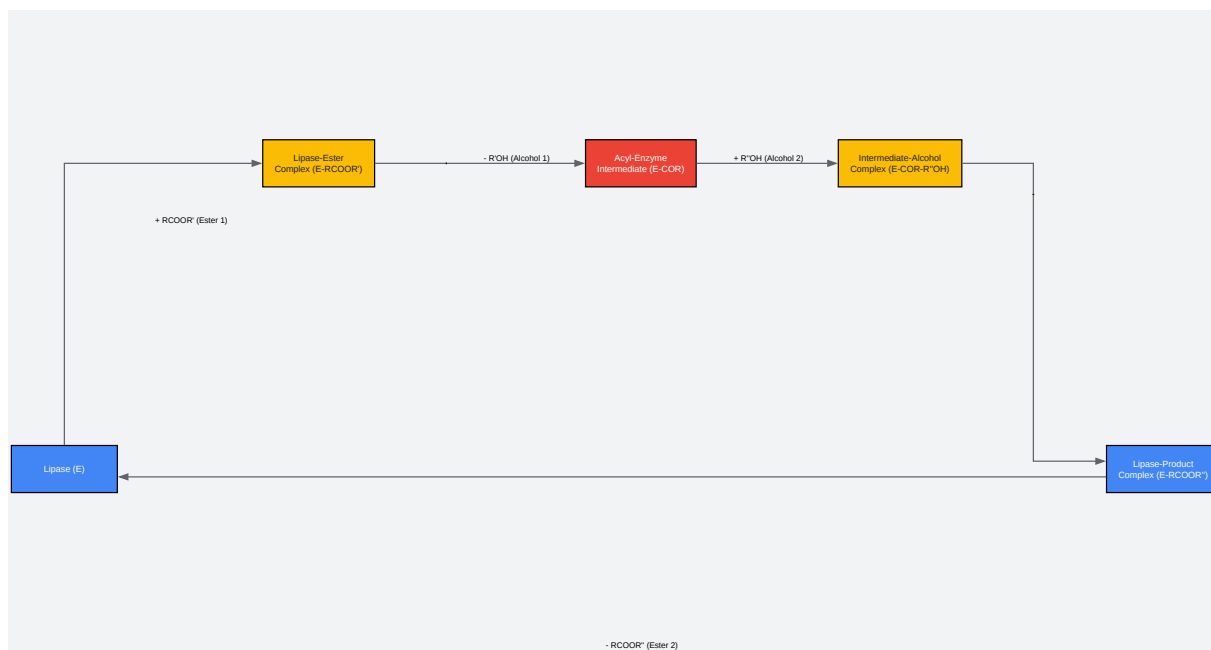 Lipase-Ester
Complex (E-RCOOR')
- R'OH (Alcohol 1)
Acyl-Enzyme
Intermediate (E-COR)
+ R''OH (Alcohol 2)
Intermediate-Alcohol
Complex (E-COR-R''OH)
+ RCOOR' (Ester 1)
Lipase (E)
Lipase-Product
Complex (E-RCOOR'')
- RCOOR'' (Ester 2)